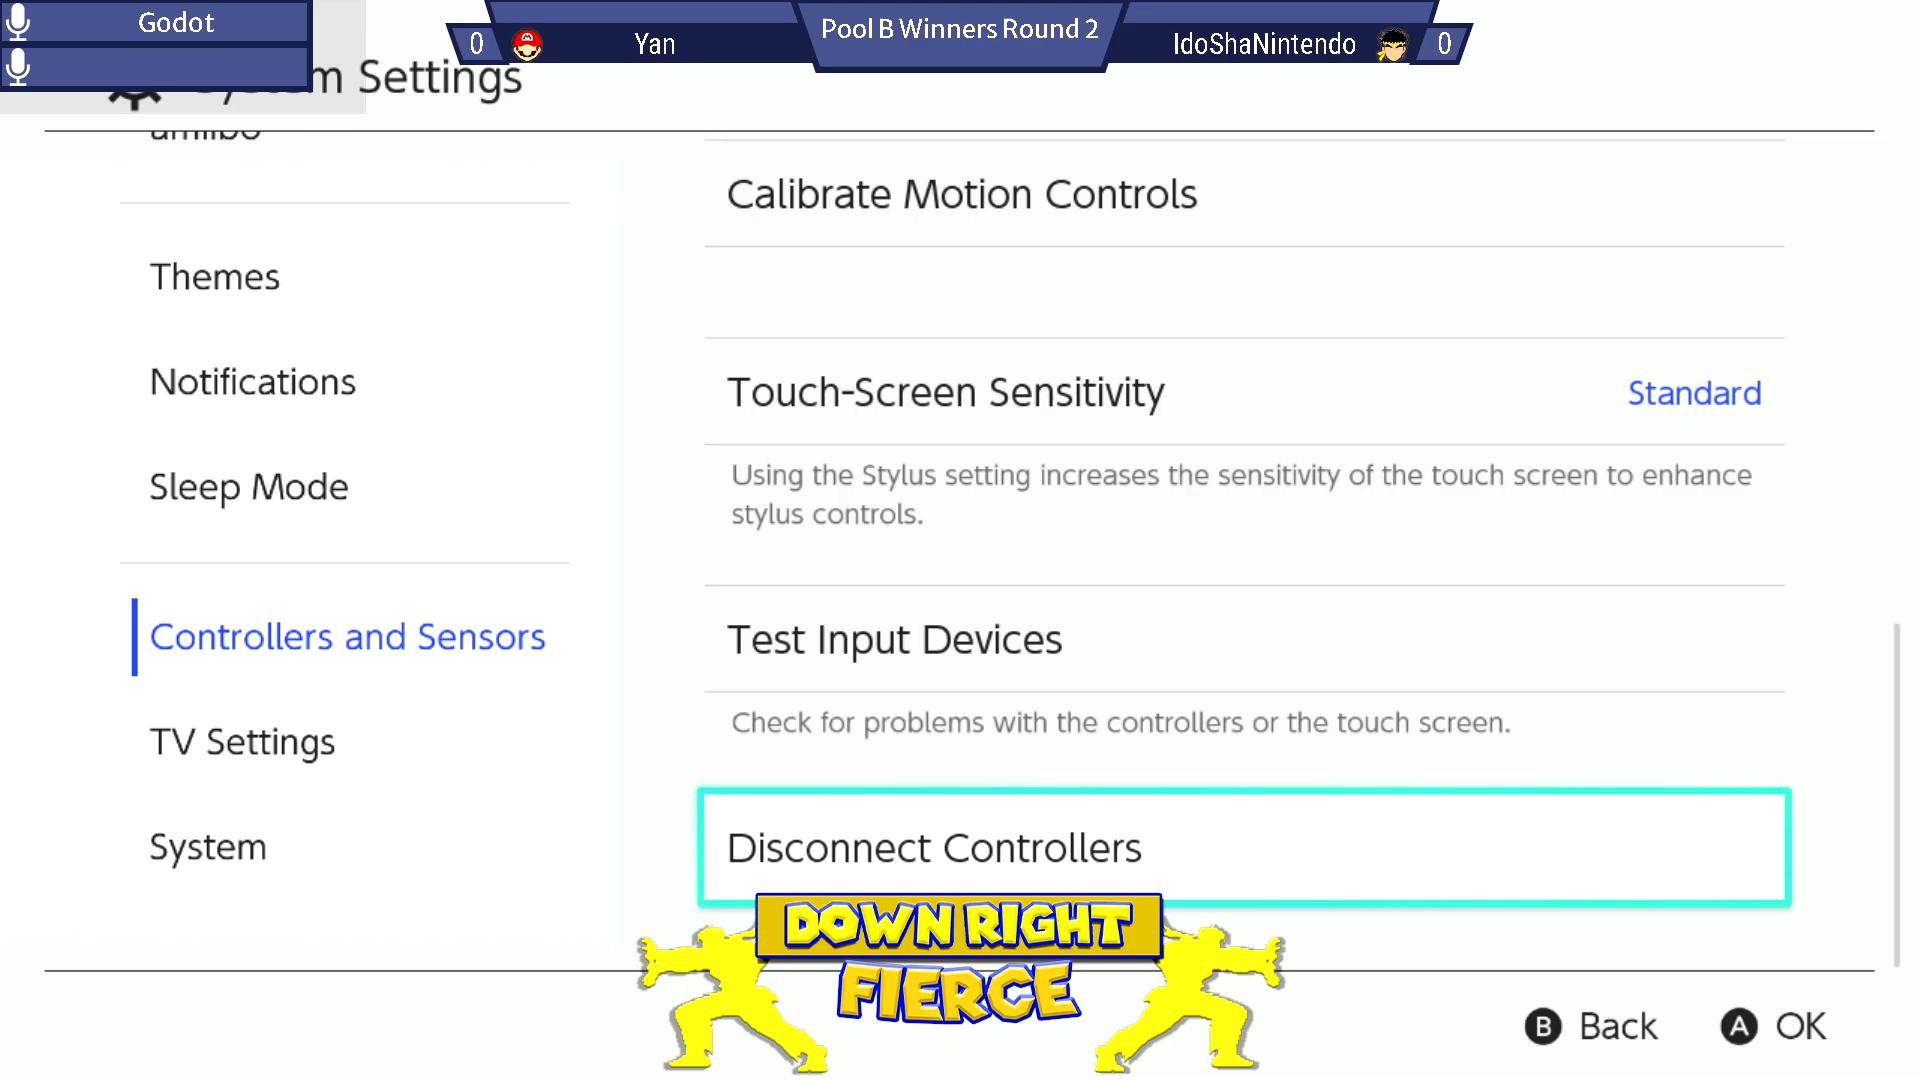 Godot
0 Yan
Pool B Winners Round 2
IdoShaNintendo 0
System Settings
amiibo
Themes
Notifications
Sleep Mode
Controllers and Sensors
TV Settings
System
Calibrate Motion Controls
Touch-Screen Sensitivity Standard
Using the Stylus setting increases the sensitivity of the touch screen to enhance
stylus controls.
Test Input Devices
Check for problems with the controllers or the touch screen.
Disconnect Controllers
DOWN RIGHT
FIERCE
B Back A OK